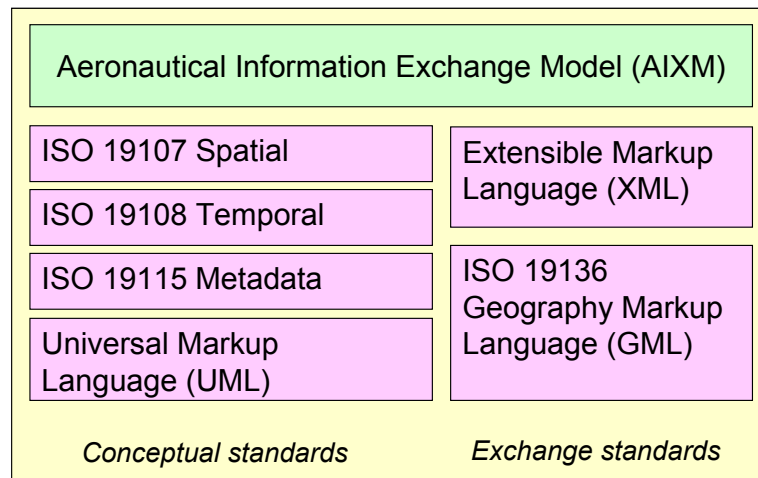 Aeronautical Information Exchange Model (AIXM)
ISO 19107 Spatial
ISO 19108 Temporal
ISO 19115 Metadata
Universal Markup
Language (UML)
Conceptual standards
Extensible Markup
Language (XML)
ISO 19136
Geography Markup
Language (GML)
Exchange standards